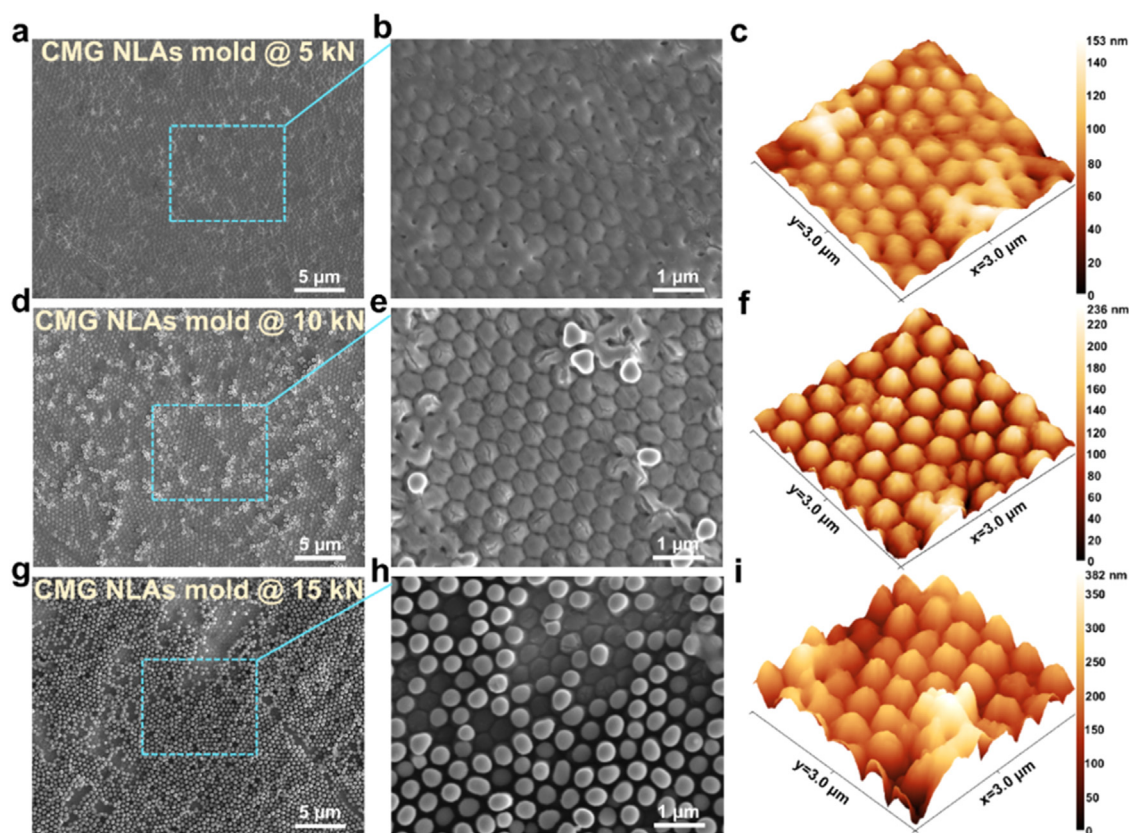 a
CMG NLAs mold @ 5 kN
5 µm
b
1 µm
c
153 nm
140
120
100
80
60
40
20
0
y=3.0 µm
x=3.0 µm
d
CMG NLAs mold @ 10 kN
5 µm
e
1 µm
f
236 nm
220
200
180
160
140
120
100
80
60
40
20
0
y=3.0 µm
x=3.0 µm
g
CMG NLAs mold @ 15 kN
5 µm
h
1 µm
i
382 nm
350
300
250
200
150
100
50
0
y=3.0 µm
x=3.0 µm